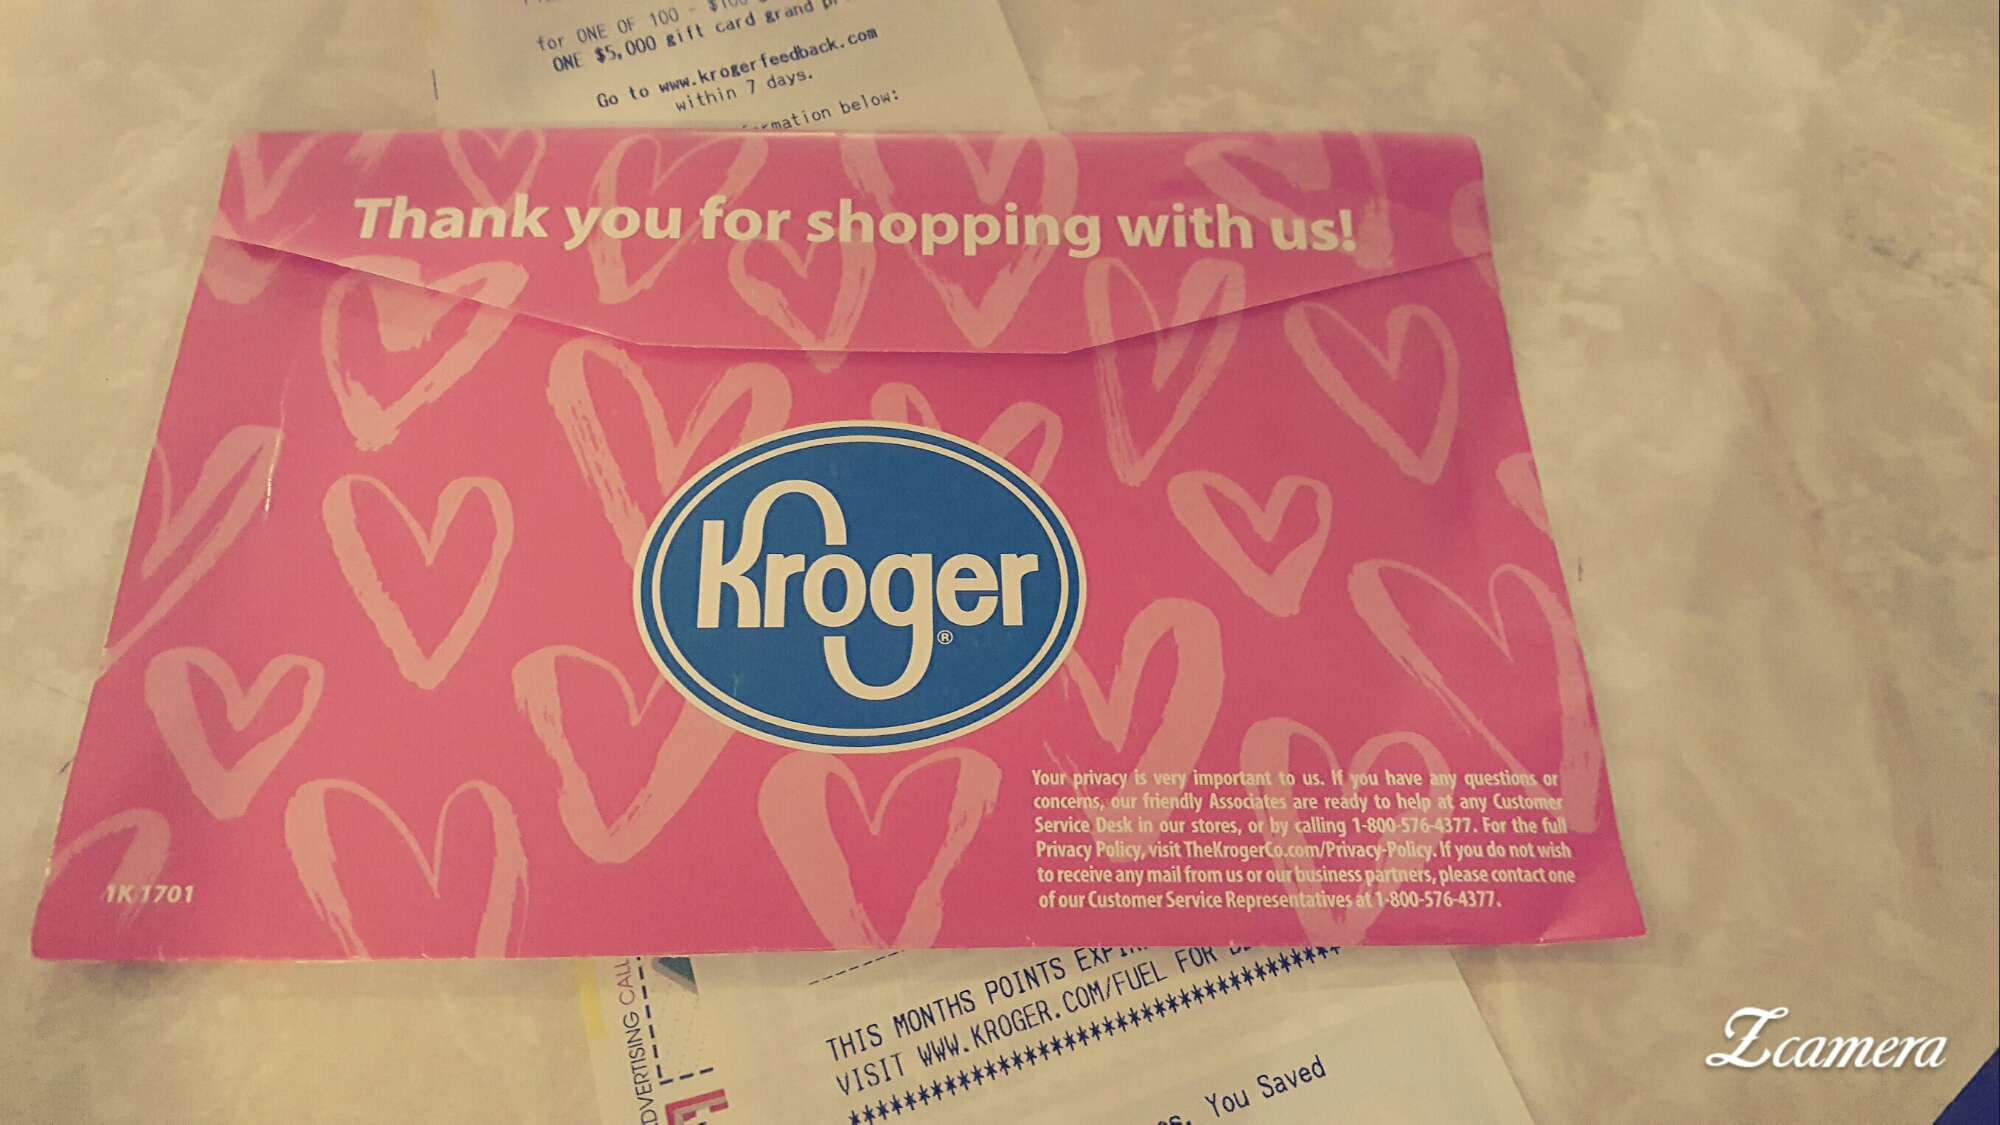 for ONE OF 100 - $100
ONE $5,000 gift card grand
Go to www.krogerfeedback.com
within 7 days.
below:
Thank you for shopping with us!
Kroger®
Your privacy is very important to us. If you have any questions or
concerns, our friendly Associates are ready to help at any Customer
Service Desk in our stores, or by calling 1-800-576-4377. For the full
Privacy Policy, visit TheKrogerCo.com/Privacy-Policy. If you do not wish
to receive any mail from us or our business partners, please contact one
of our Customer Service Representatives at 1-800-576-4377.
1K 1701
ADVERTISING CALL
THIS MONTHS POINTS
VISIT WWW.KROGER.COM/FUEL FOR
************************************
You Saved
Zcamera